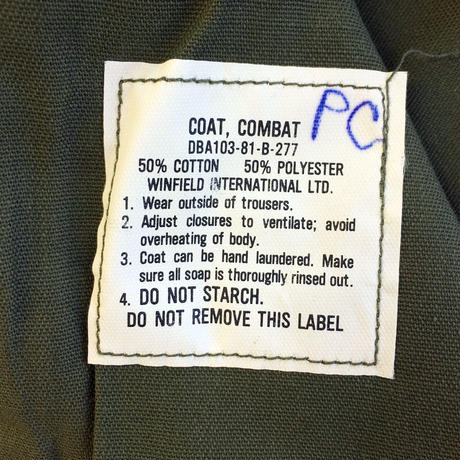 PC
COAT, COMBAT
DBA103-81-B-277
50% COTTON 50% POLYESTER
WINFIELD INTERNATIONAL LTD.
1. Wear outside of trousers.
2. Adjust closures to ventilate; avoid
overheating of body.
3. Coat can be hand laundered. Make
sure all soap is thoroughly rinsed out.
4. DO NOT STARCH.
DO NOT REMOVE THIS LABEL